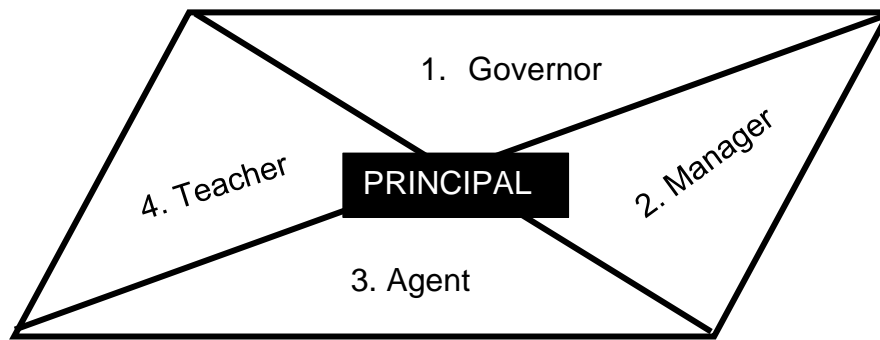 1. Governor
2. Manager
PRINCIPAL
4. Teacher
3. Agent